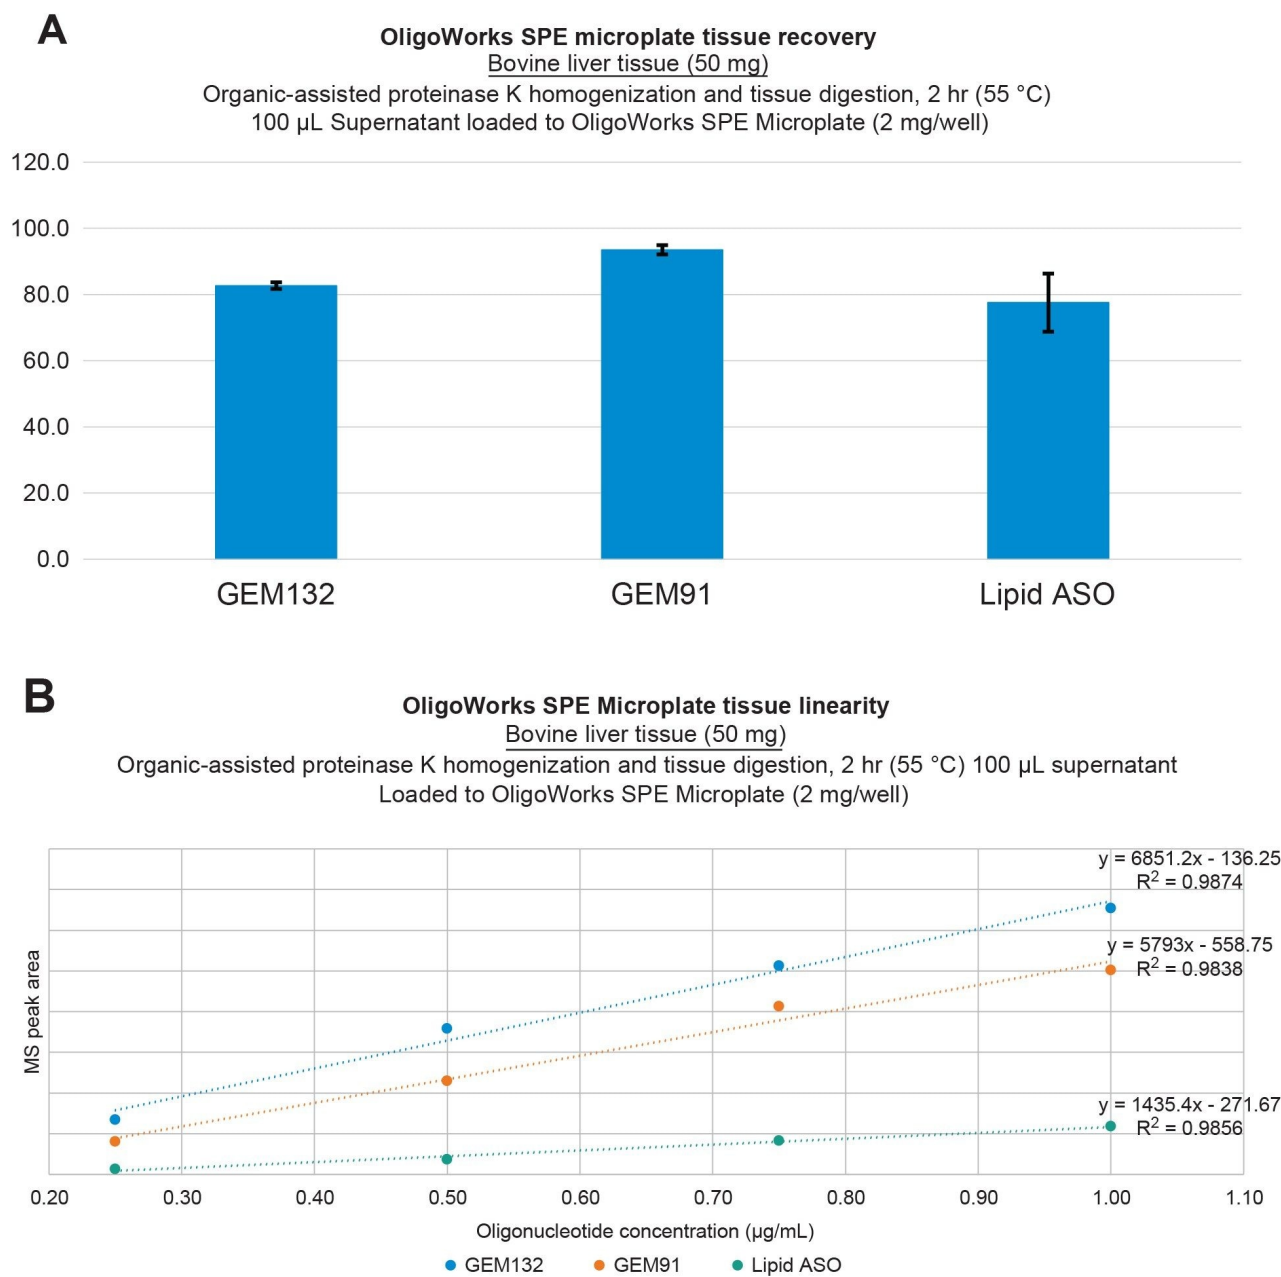 A
OligoWorks SPE microplate tissue recovery
Bovine liver tissue (50 mg)
Organic-assisted proteinase K homogenization and tissue digestion, 2 hr (55 °C)
100 µL Supernatant loaded to OligoWorks SPE Microplate (2 mg/well)
120.0
100.0
80.0
60.0
40.0
20.0
0.0
GEM132 GEM91 Lipid ASO
B
OligoWorks SPE Microplate tissue linearity
Bovine liver tissue (50 mg)
Organic-assisted proteinase K homogenization and tissue digestion, 2 hr (55 °C) 100 µL supernatant
Loaded to OligoWorks SPE Microplate (2 mg/well)
MS peak area
y = 6851.2x - 136.25
R² = 0.9874
y = 5793x - 558.75
R² = 0.9838
y = 1435.4x - 271.67
R² = 0.9856
0.20 0.30 0.40 0.50 0.60 0.70 0.80 0.90 1.00 1.10
Oligonucleotide concentration (µg/mL)
GEM132 GEM91 Lipid ASO